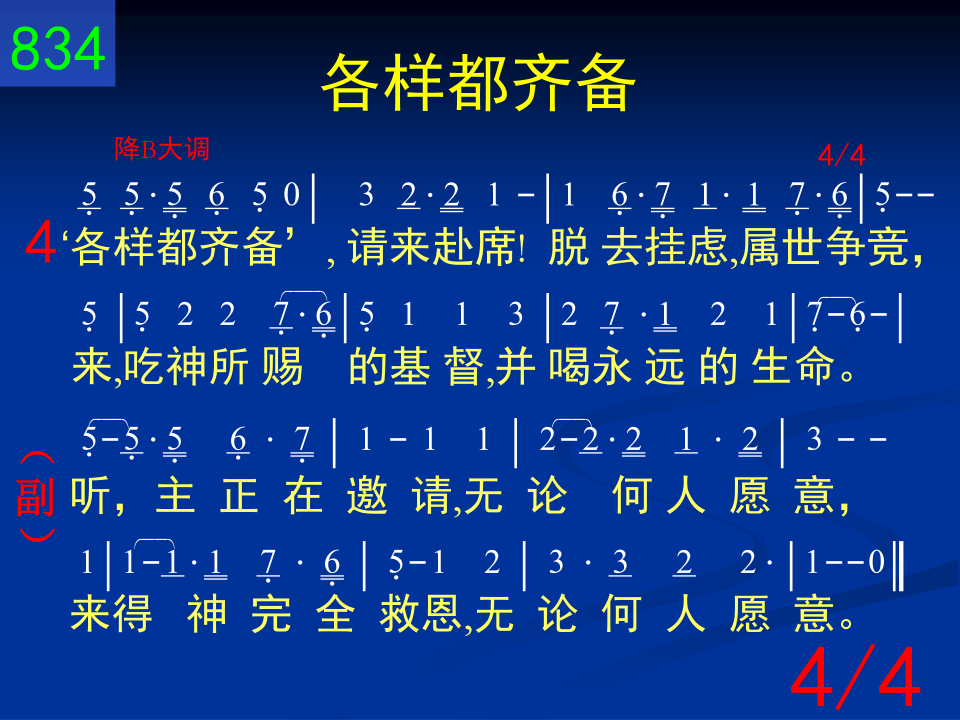 834
各样都齐备
降B大调 4/4
5 5·5 6 5 0| 3 2·2 1 -|1 6·7 1· 1 7·6|5--
4 ‘各样都齐备’, 请来赴席! 脱 去挂虑,属世争竞，
5 |5 2 2 7·6|5 1 1 3 |2 7·1 2 1|7-6-|
来,吃神所 赐 的基 督,并 喝永 远 的 生命。
5-5·5 6 · 7 | 1 - 1 1 | 2-2·2 1 · 2 | 3 - -
（副） 听，主 正 在 邀 请,无 论 何 人 愿 意，
1|1-1·1 7 · 6 | 5-1 2 | 3 · 3 2 2·|1--0‖
来得 神 完 全 救恩,无 论 何 人 愿 意。
4/4